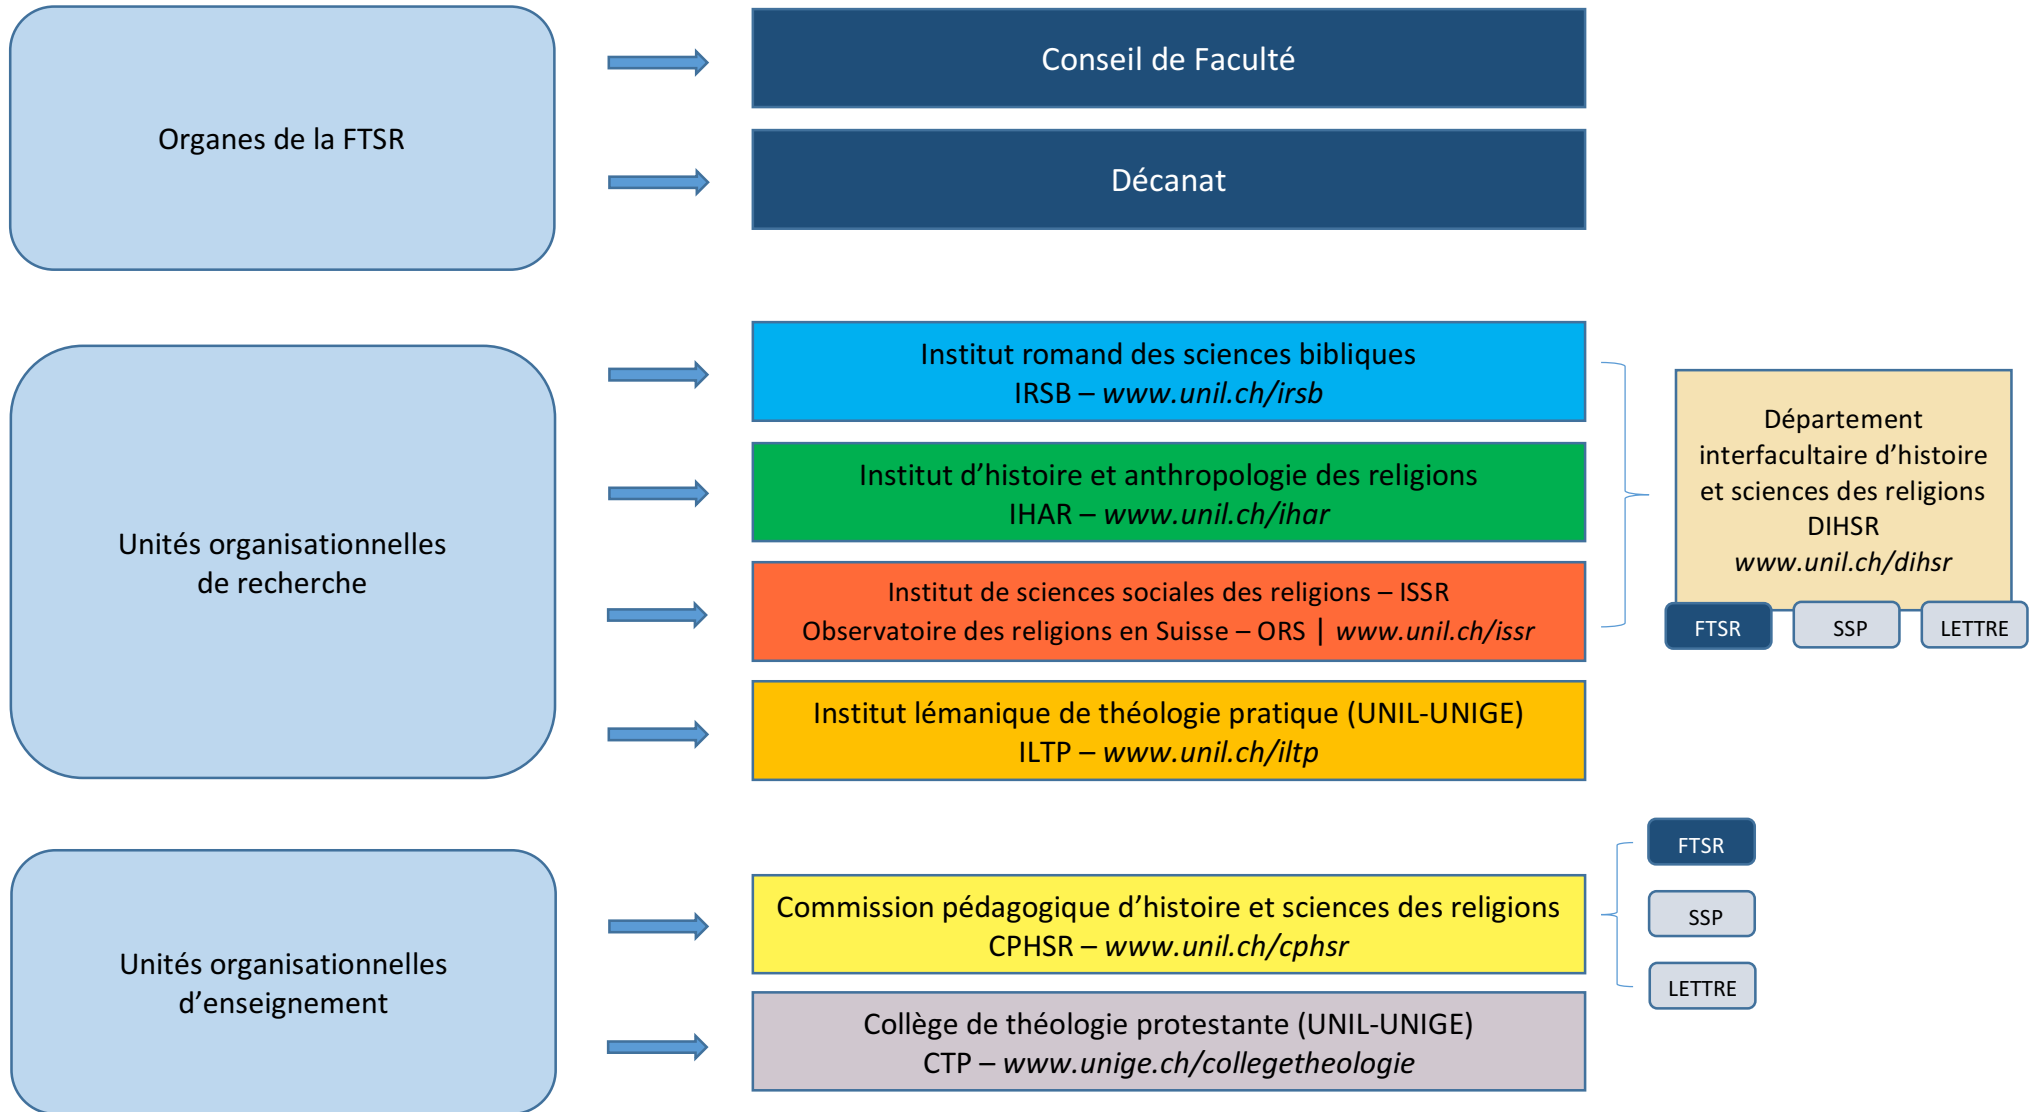 Organes de la FTSR
Conseil de Faculté
Décanat
Unités organisationnelles
de recherche
Institut romand des sciences bibliques
IRSB – www.unil.ch/irsb
Institut d’histoire et anthropologie des religions
IHAR – www.unil.ch/ihar
Institut de sciences sociales des religions – ISSR
Observatoire des religions en Suisse – ORS | www.unil.ch/issr
Institut lémanique de théologie pratique (UNIL-UNIGE)
ILTP – www.unil.ch/iltp
Département
interfacultaire d’histoire
et sciences des religions
DIHSR
www.unil.ch/dihsr
FTSR
SSP
LETTRE
Unités organisationnelles
d’enseignement
Commission pédagogique d’histoire et sciences des religions
CPHSR – www.unil.ch/cphsr
FTSR
SSP
LETTRE
Collège de théologie protestante (UNIL-UNIGE)
CTP – www.unige.ch/collegetheologie